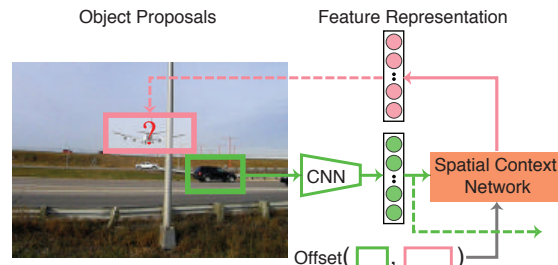 Object Proposals
Feature Representation
?
CNN
Spatial Context
Network
Offset( , )